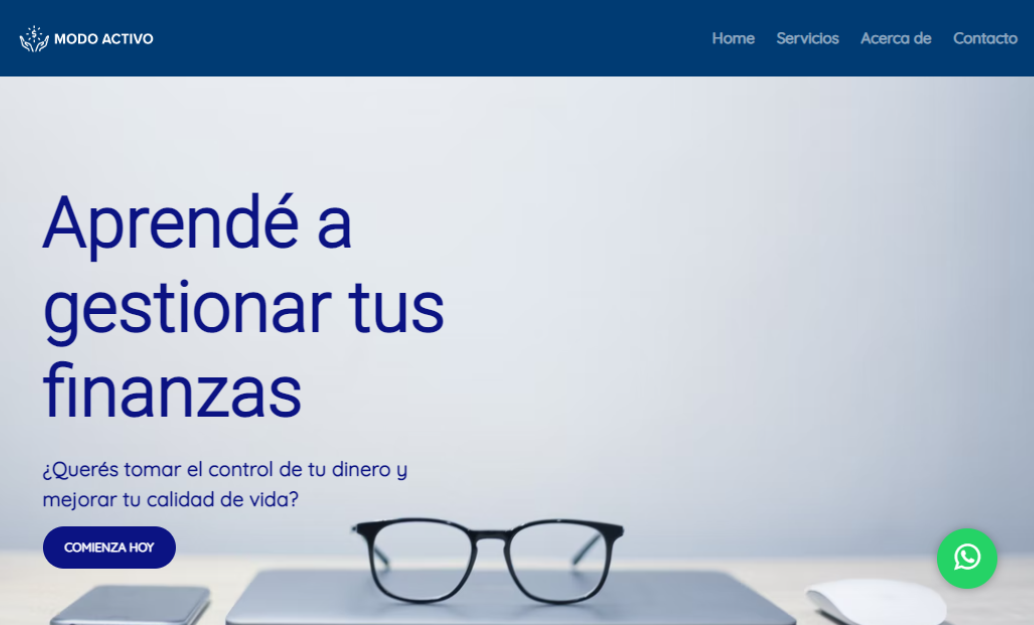 MODO ACTIVO
Home Servicios Acerca de Contacto
Aprendé a
gestionar tus
finanzas
¿Querés tomar el control de tu dinero y
mejorar tu calidad de vida?
COMIENZA HOY